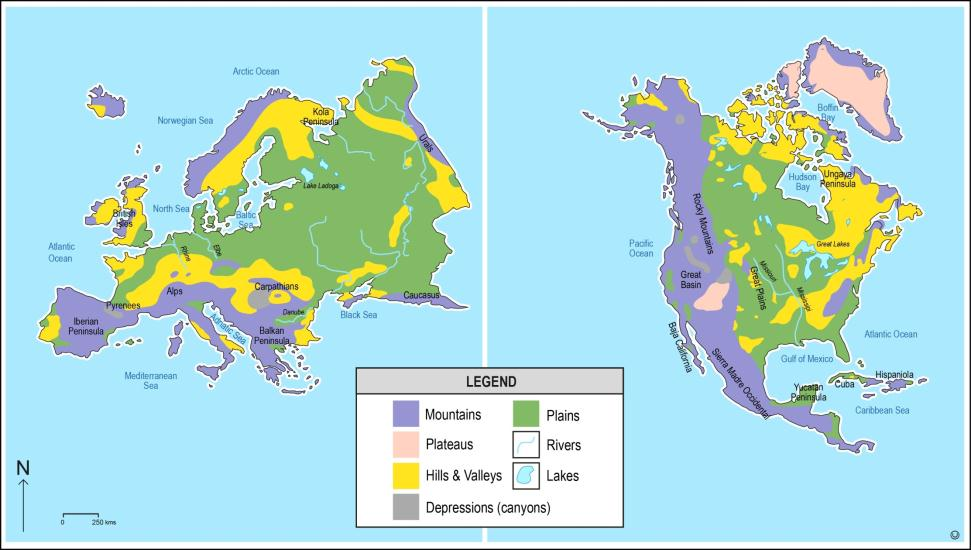 Arctic Ocean
Norwegian Sea
Kola
Peninsula
Urals
Lake Ladoga
North Sea
British
Isles
Baltic
Sea
Atlantic
Ocean
Rhine
Elbe
Carpathians
Alps
Pyrenees
Caucasus
Danube
Black Sea
Iberian
Peninsula
Adriatic Sea
Balkan
Peninsula
Mediterranean
Sea
N
0 250 kms
Boffin
Bay
Hudson
Bay
Ungaya
Peninsula
Rocky Mountains
Pacific
Ocean
Great Lakes
Great
Basin
Missouri
Great Plains
Mississipi
Baja California
Atlantic Ocean
Sierra Madre Occidental
Gulf of Mexico
Hispaniola
Yucatan
Peninsula
Cuba
Caribbean Sea
LEGEND
Mountains
Plains
Plateaus
Rivers
Hills & Valleys
Lakes
Depressions (canyons)